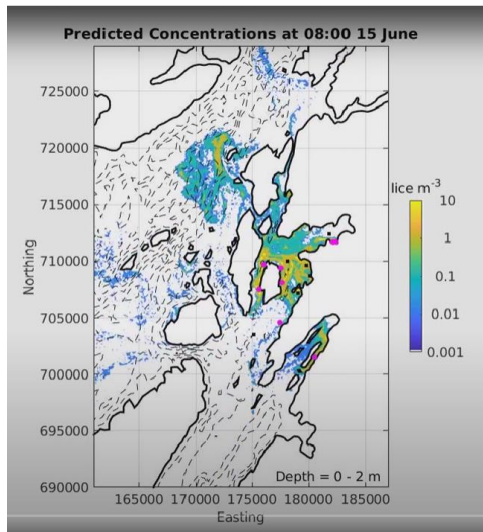 Predicted Concentrations at 08:00 15 June
725000
720000
715000
710000
705000
700000
695000
690000
Northing
165000 170000 175000 180000 185000
Easting
Depth = 0 - 2 m
lice m-3
10
1
0.1
0.01
0.001